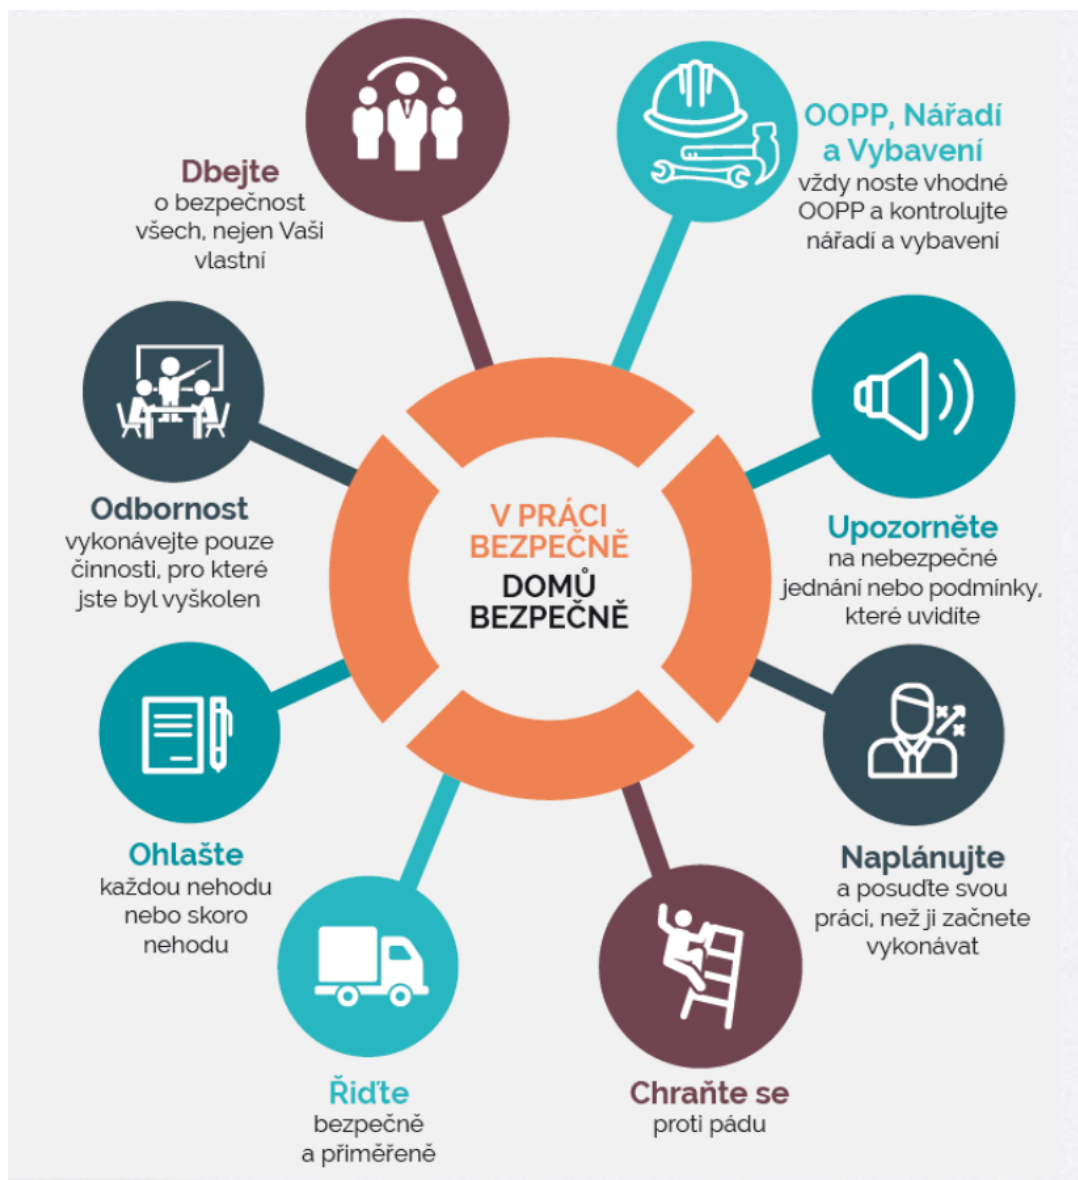 Dbejte
o bezpečnost
všech, nejen Vaši
vlastní
OOPP, Nářadí
a Vybavení
vždy noste vhodné
OOPP a kontrolujte
nářadí a vybavení
Odbornost
vykonávejte pouze
činnosti, pro které
jste byl vyškolen
V PRÁCI
BEZPEČNĚ
DOMŮ
BEZPEČNĚ
Upozorněte
na nebezpečné
jednání nebo podmínky,
které uvidíte
Ohlašte
každou nehodu
nebo skoro
nehodu
Naplánujte
a posuďte svou
práci, než ji začnete
vykonávat
Řiďte
bezpečně
a přiměřeně
Chraňte se
proti pádu